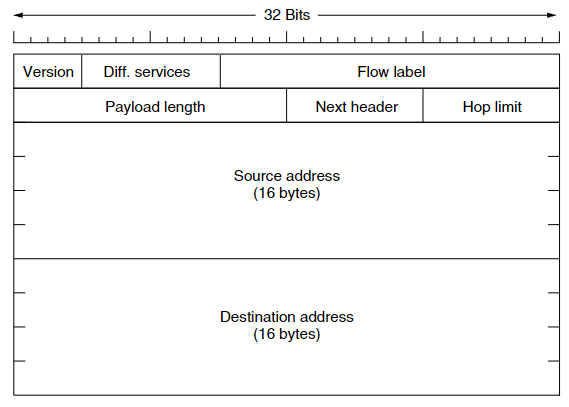 32 Bits
Version Diff. services Flow label
Payload length Next header Hop limit
Source address
(16 bytes)
Destination address
(16 bytes)